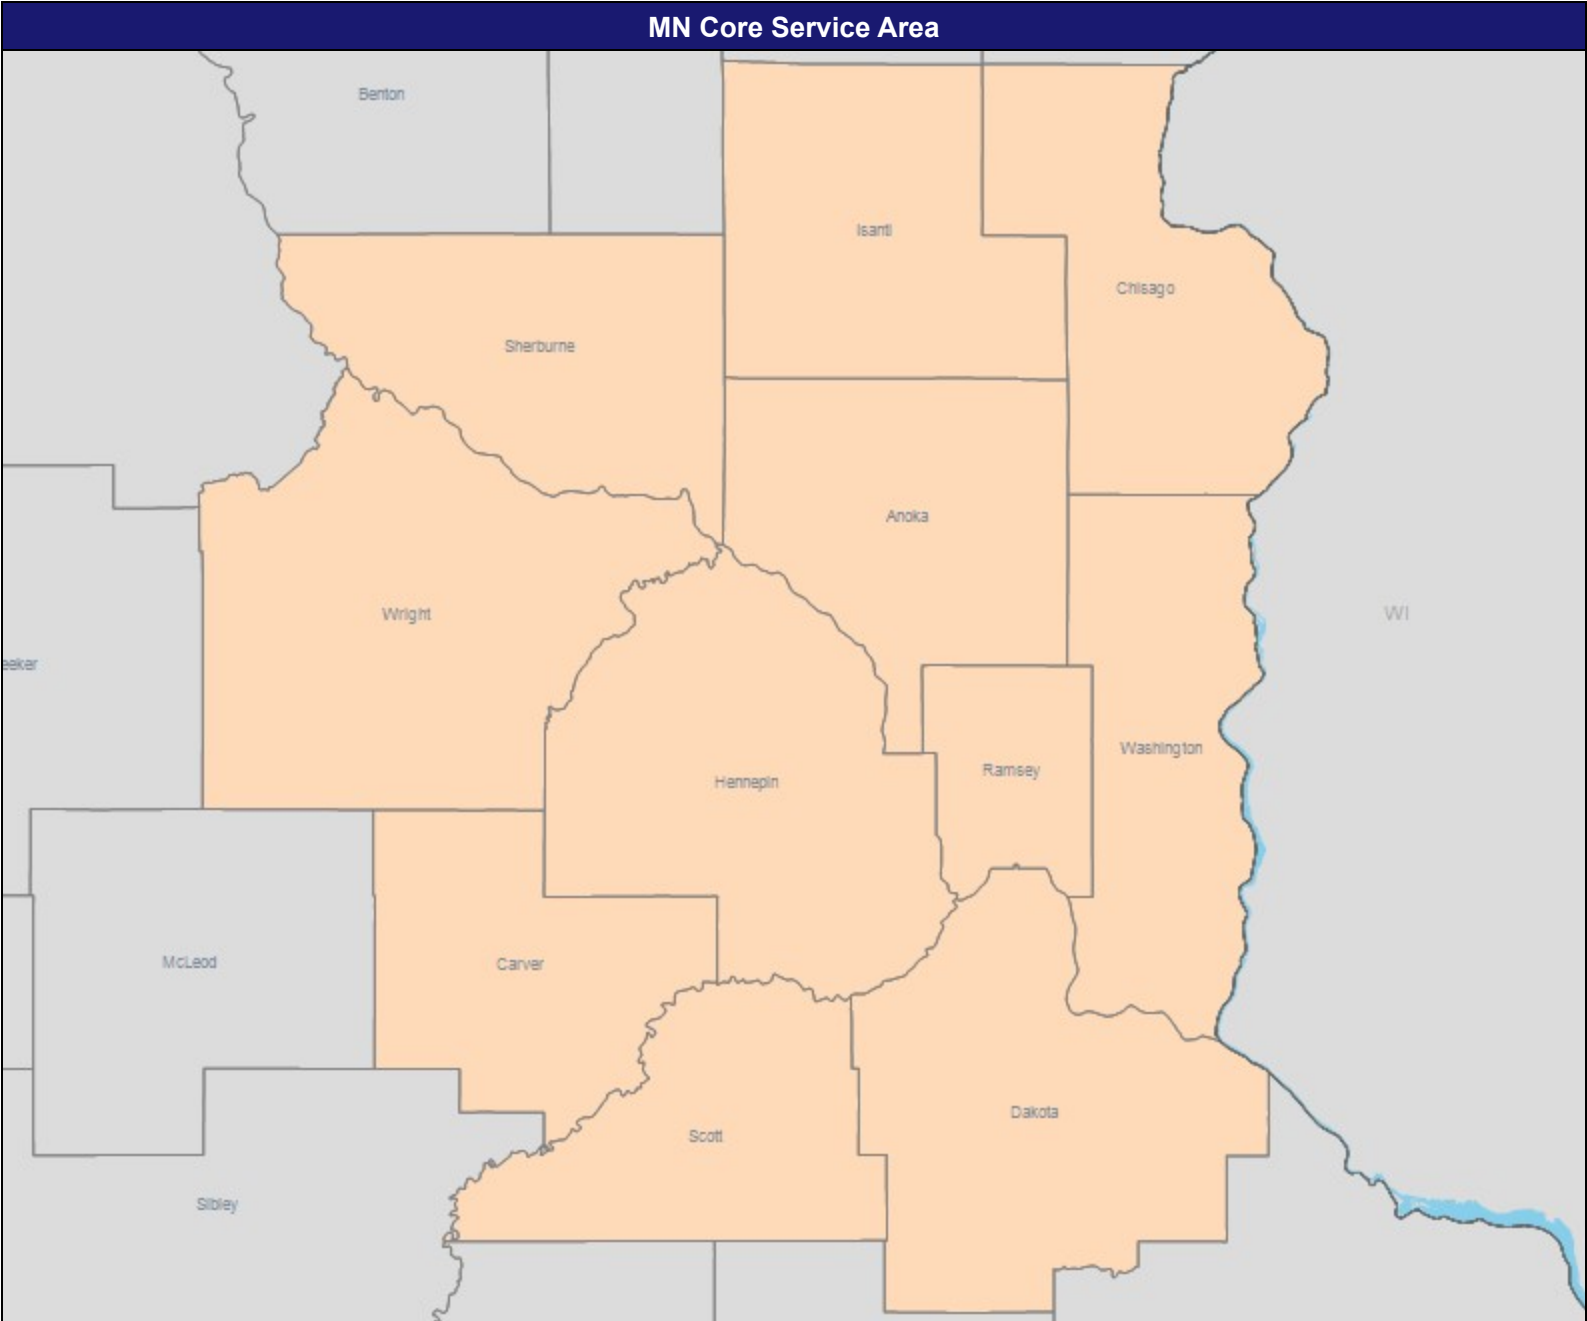 MN Core Service Area
Benton
Isanti
Chisago
Sherburne
Anoka
Wright
WI
eeker
Washington
Ramsey
Hennepin
McLeod
Carver
Dakota
Scott
Sibley